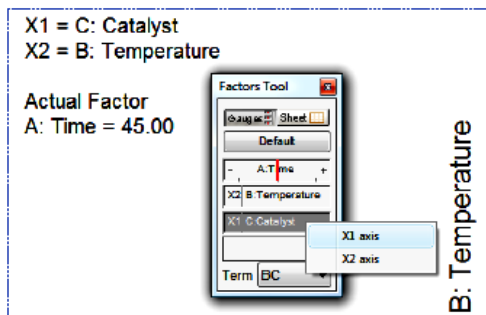 X1 = C: Catalyst
X2 = B: Temperature
Actual Factor
A: Time = 45.00
Factors Tool
Gauges Sheet
Default
- A:Time +
X2 B:Temperature
X1 C:Catalyst
X1 axis
X2 axis
Term BC
B: Temperature